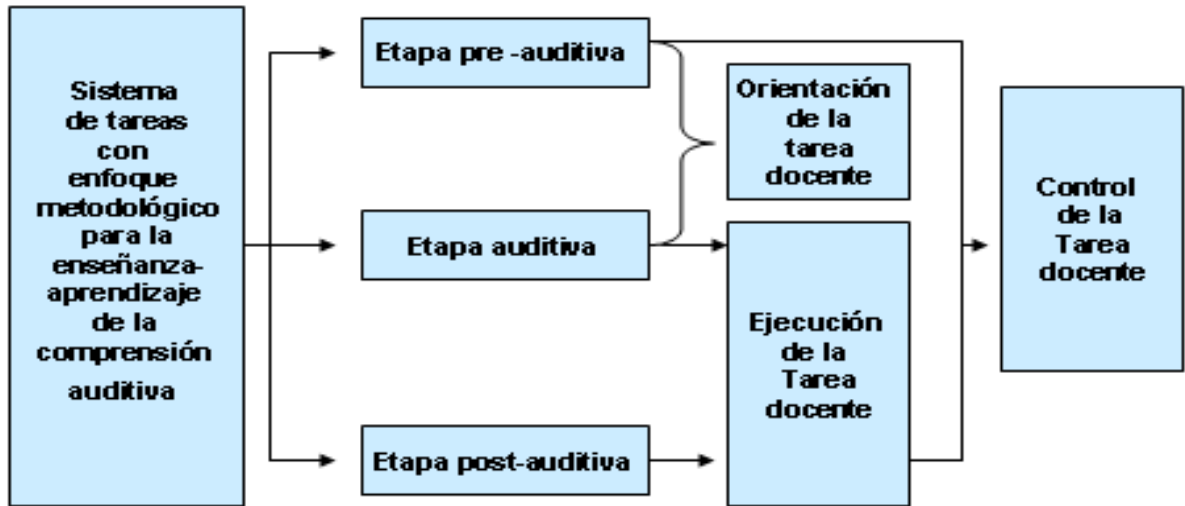 Sistema
de tareas
con
enfoque
metodológico
para la
enseñanza-
aprendizaje
de la
comprensión
auditiva
Etapa pre -auditiva
Etapa auditiva
Etapa post-auditiva
Orientación
de la
tarea
docente
Ejecución
de la
Tarea
docente
Control
de la
Tarea
docente